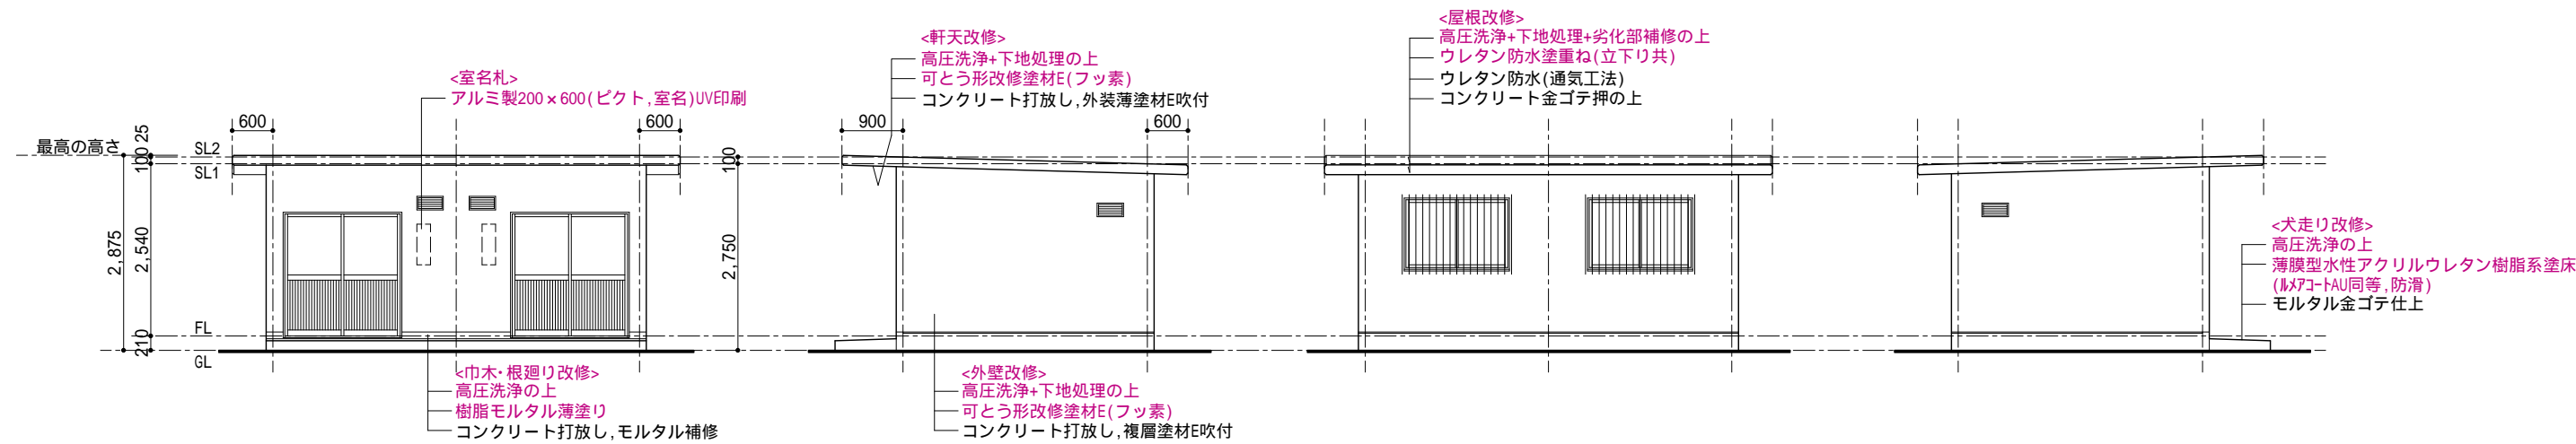 <室名札>
アルミ製200×600(ピクト,室名)UV印刷
<軒天改修>
高圧洗浄+下地処理の上
可とう形改修塗材E(フッ素)
コンクリート打放し,外装薄塗材E吹付
<屋根改修>
高圧洗浄+下地処理+劣化部補修の上
ウレタン防水塗重ね(立下り共)
ウレタン防水(通気工法)
コンクリート金ゴテ押の上
600
600
900
600
最高の高さ
25
100
SL2
SL1
2,875
2,540
210
FL
GL
100
2,750
<犬走り改修>
高圧洗浄の上
薄膜型水性アクリルウレタン樹脂系塗床
(ルメアコートAU同等,防滑)
モルタル金ゴテ仕上
<巾木・根廻り改修>
高圧洗浄の上
樹脂モルタル薄塗り
コンクリート打放し,モルタル補修
<外壁改修>
高圧洗浄+下地処理の上
可とう形改修塗材E(フッ素)
コンクリート打放し,複層塗材E吹付